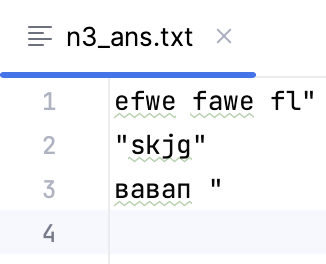 n3_ans.txt
1 efwe fawe fl"
2 "skjg"
3 вавап "
4